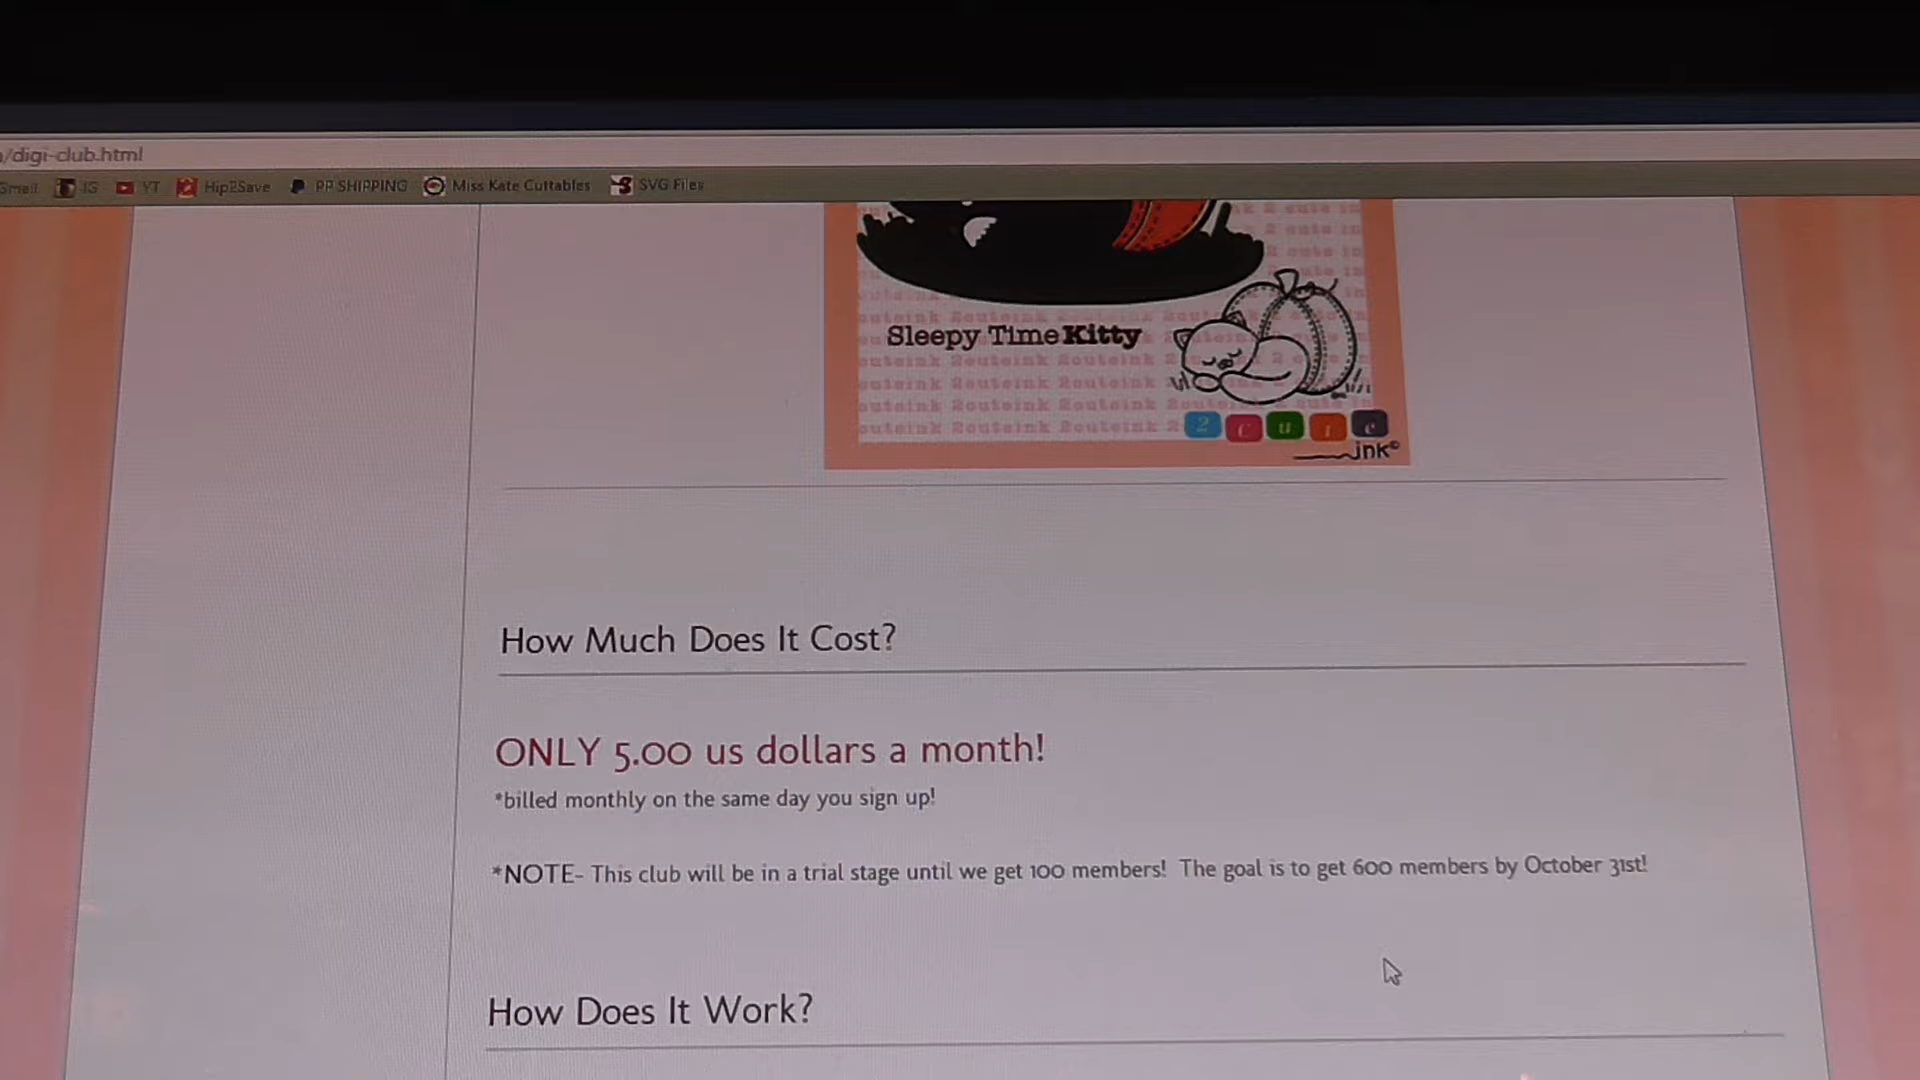 /digi-club.html
Gmail IG YT Hip2Save PP SHIPPING Miss Kate Cuttables SVG Files
Sleepy Time Kitty
2 c u t e
ink©
How Much Does It Cost?
ONLY 5.00 us dollars a month!
*billed monthly on the same day you sign up!
*NOTE- This club will be in a trial stage until we get 100 members! The goal is to get 600 members by October 31st!
How Does It Work?